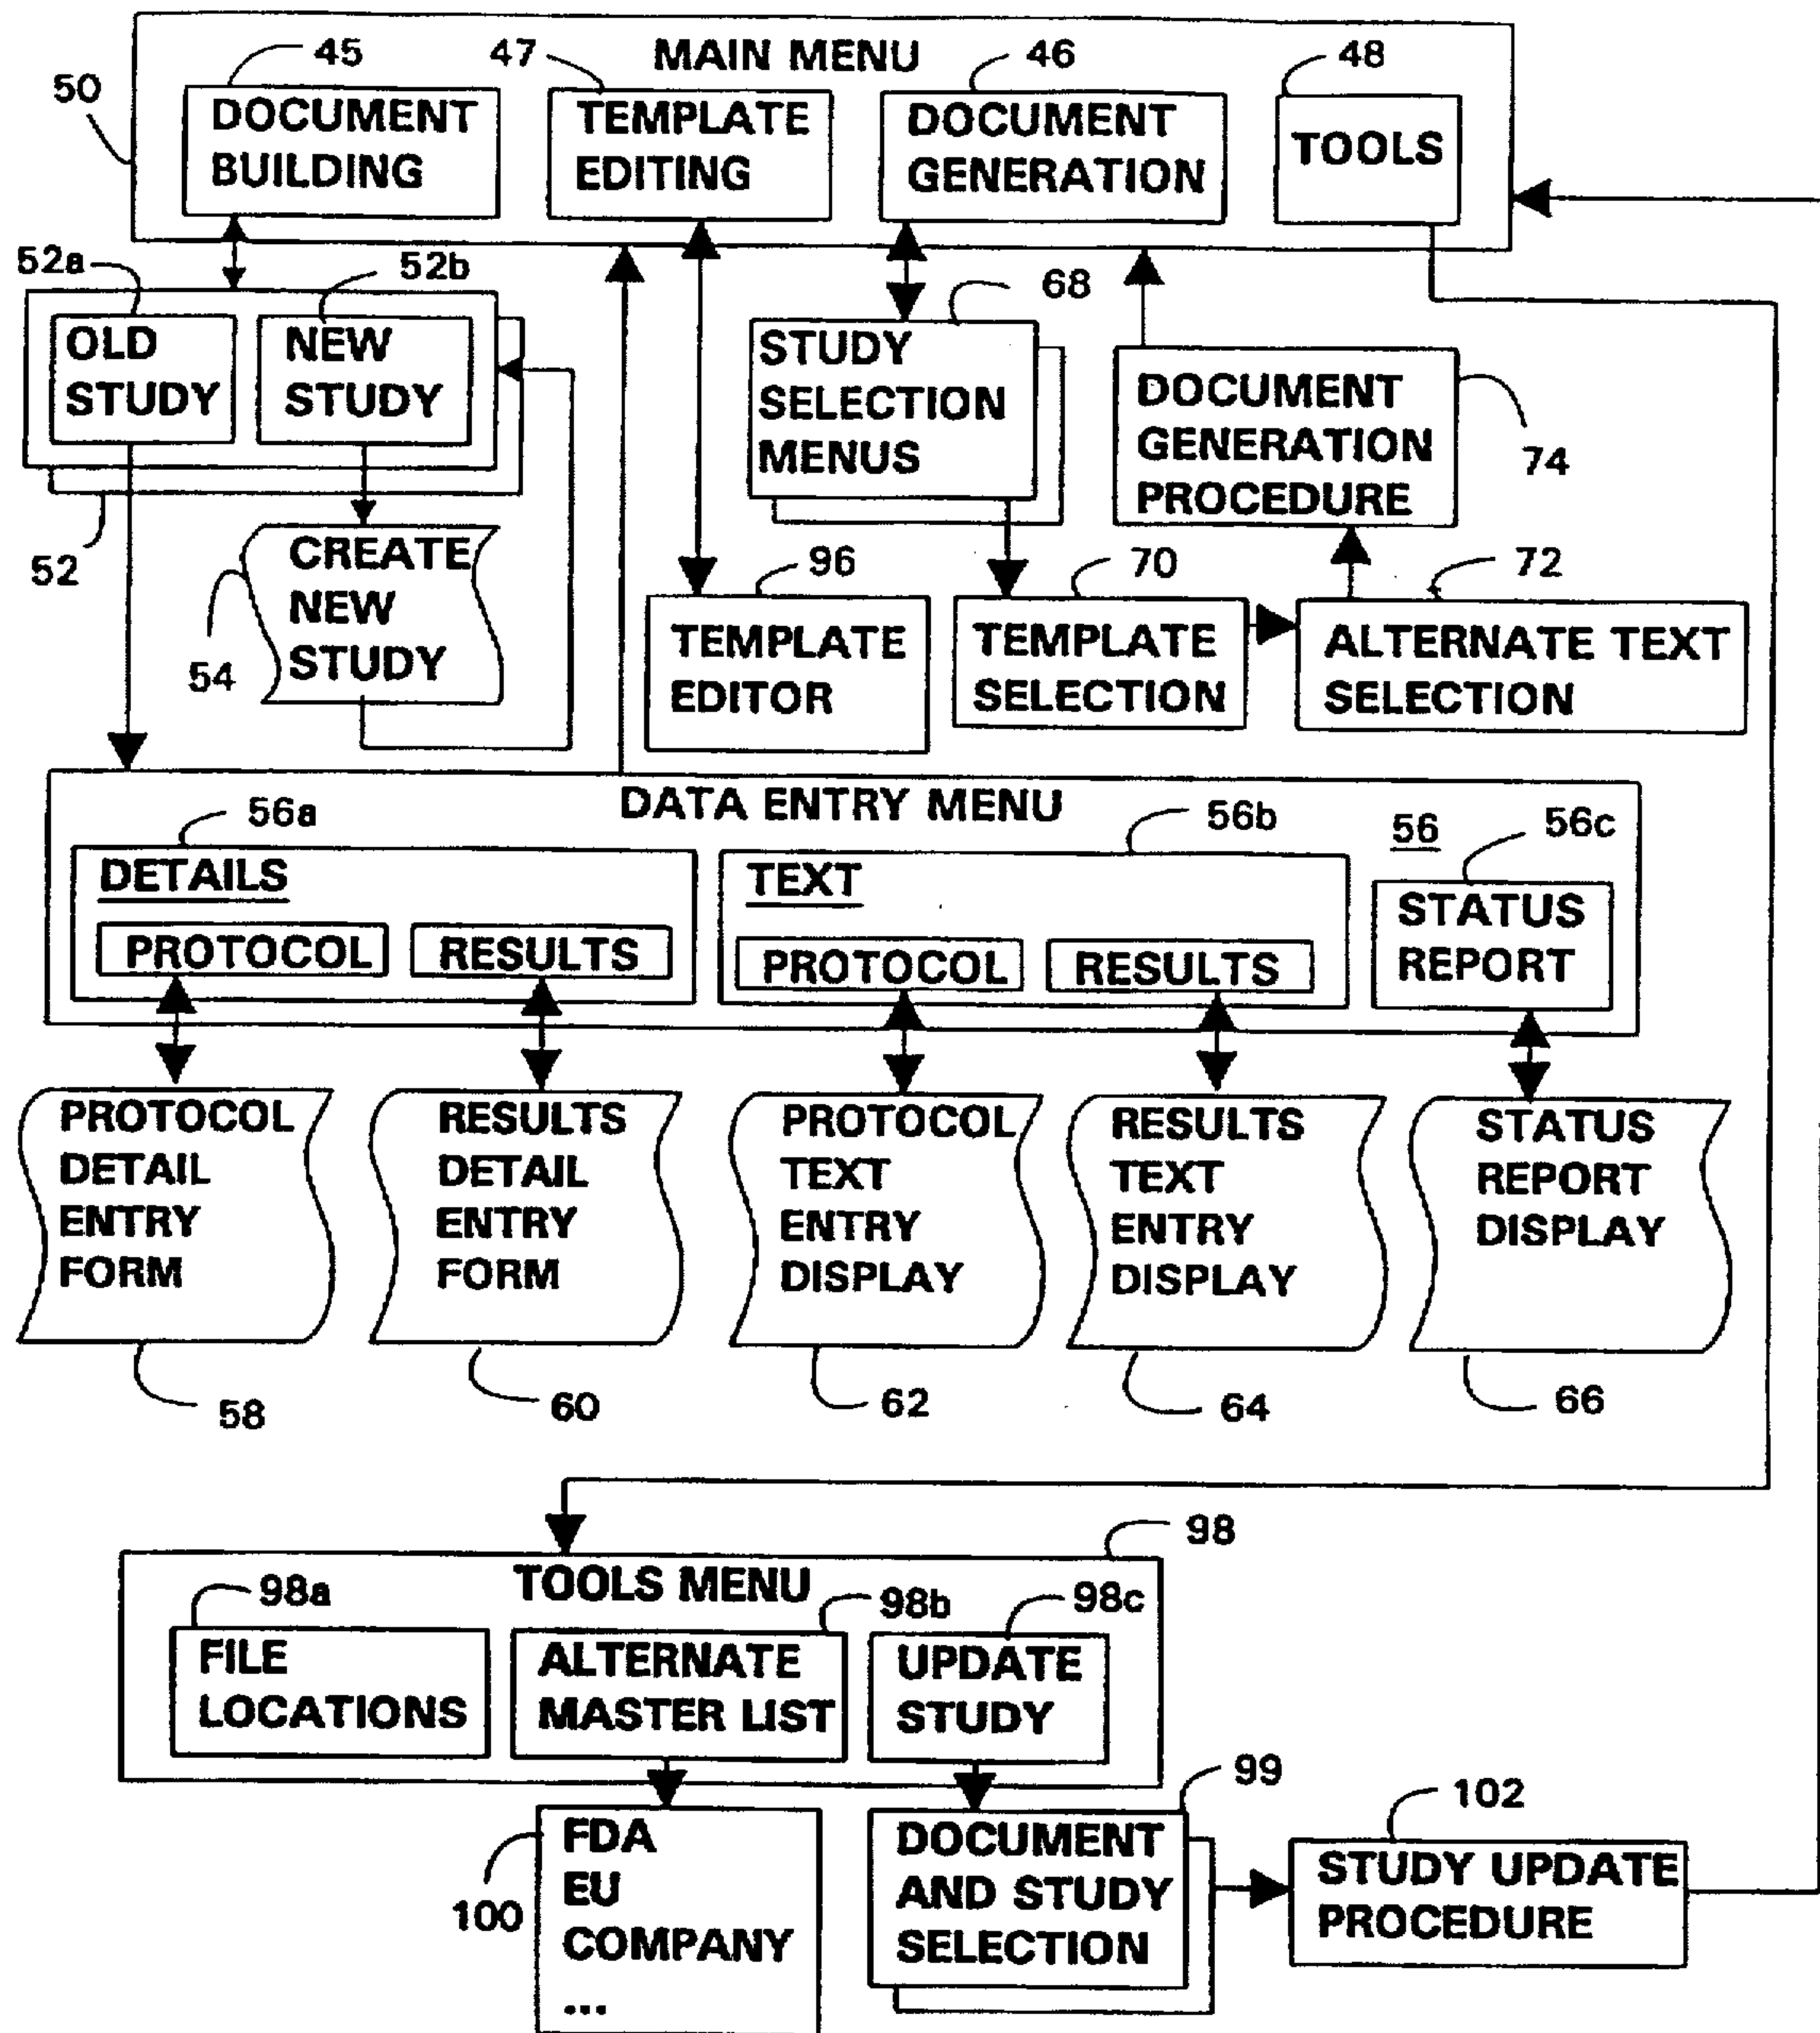 MAIN MENU
45
47
46
48
50
DOCUMENT
BUILDING
TEMPLATE
EDITING
DOCUMENT
GENERATION
TOOLS
52a
52b
OLD
STUDY
NEW
STUDY
52
68
STUDY
SELECTION
MENUS
DOCUMENT
GENERATION
PROCEDURE
74
CREATE
NEW
STUDY
54
96
TEMPLATE
EDITOR
70
TEMPLATE
SELECTION
72
ALTERNATE TEXT
SELECTION
DATA ENTRY MENU
56a
56b
56
56c
DETAILS
PROTOCOL
RESULTS
TEXT
PROTOCOL
RESULTS
STATUS
REPORT
PROTOCOL
DETAIL
ENTRY
FORM
RESULTS
DETAIL
ENTRY
FORM
PROTOCOL
TEXT
ENTRY
DISPLAY
RESULTS
TEXT
ENTRY
DISPLAY
STATUS
REPORT
DISPLAY
58
60
62
64
66
98
TOOLS MENU
98a
98b
98c
FILE
LOCATIONS
ALTERNATE
MASTER LIST
UPDATE
STUDY
99
100
FDA
EU
COMPANY
...
DOCUMENT
AND STUDY
SELECTION
102
STUDY UPDATE
PROCEDURE